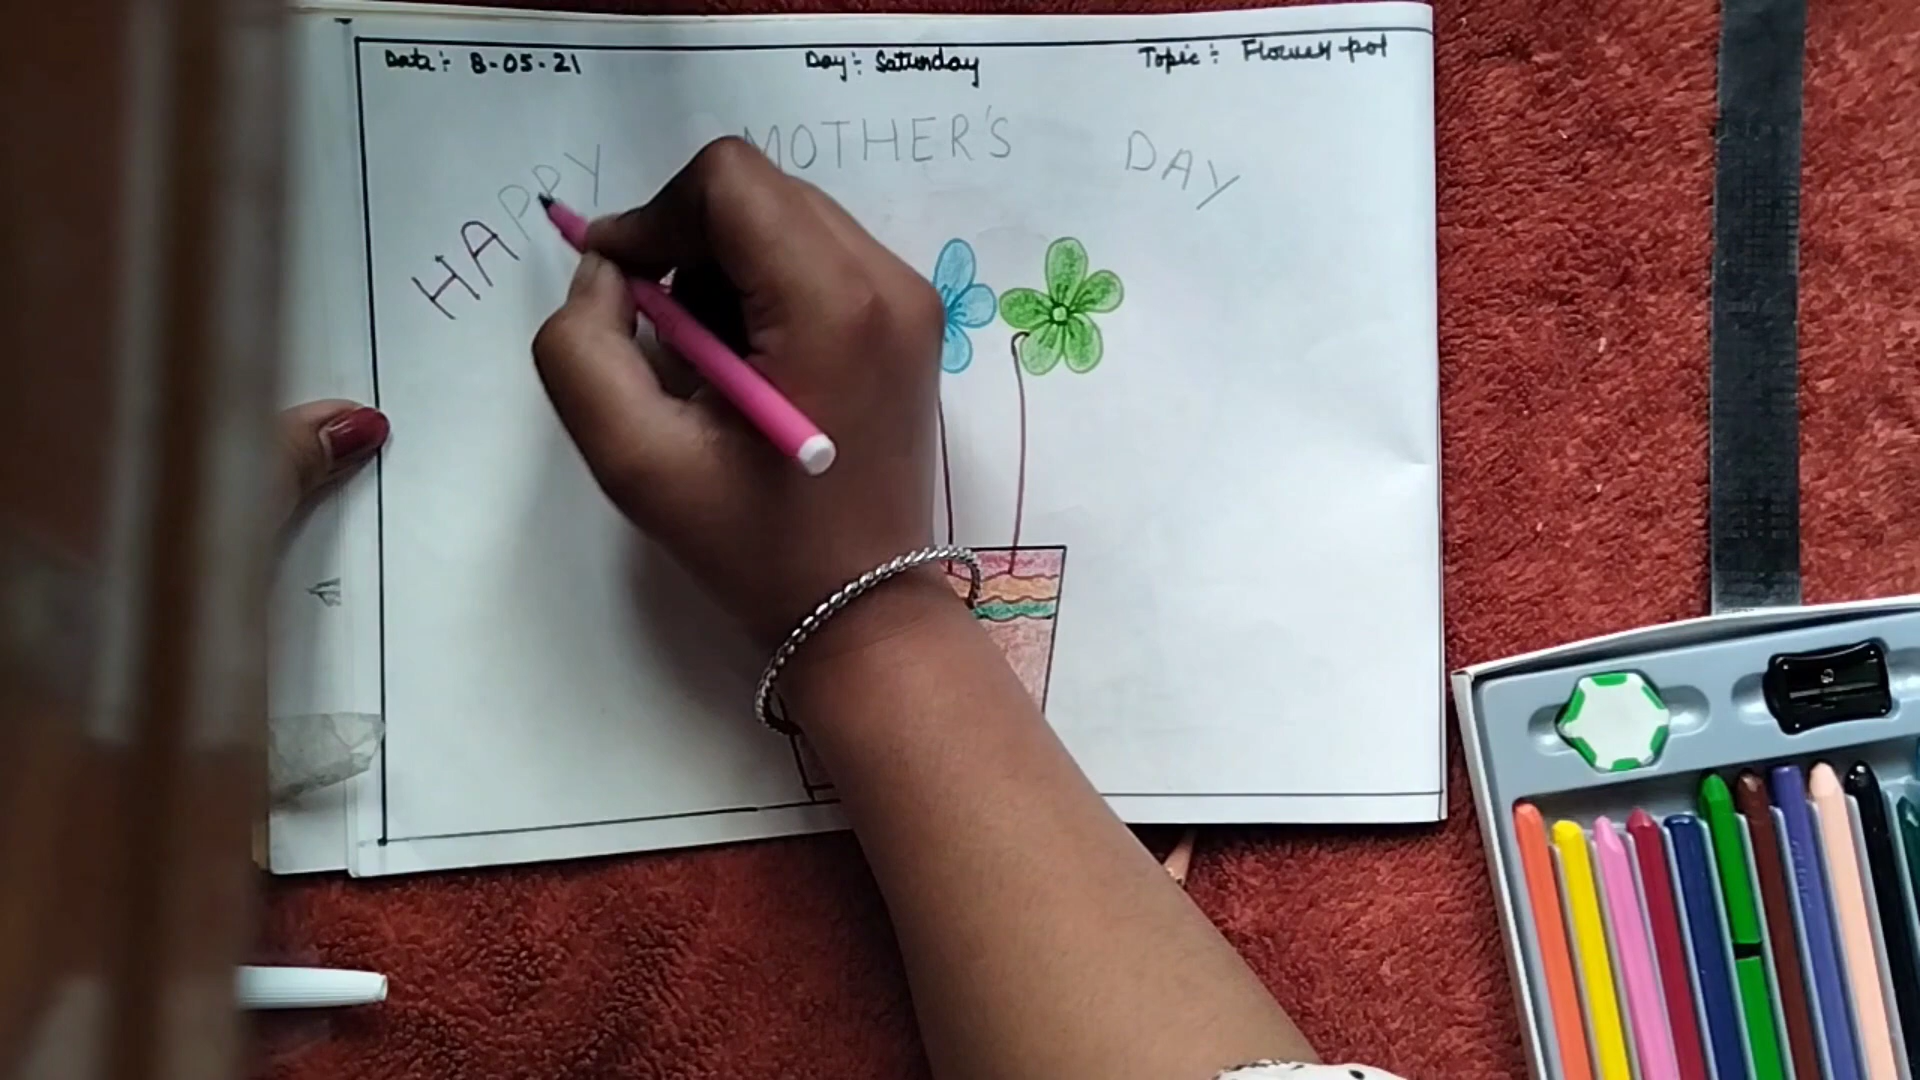 Date:- 8-05-21 Day:- Saturday Topic:- Flower pot
HAPPY MOTHER'S DAY